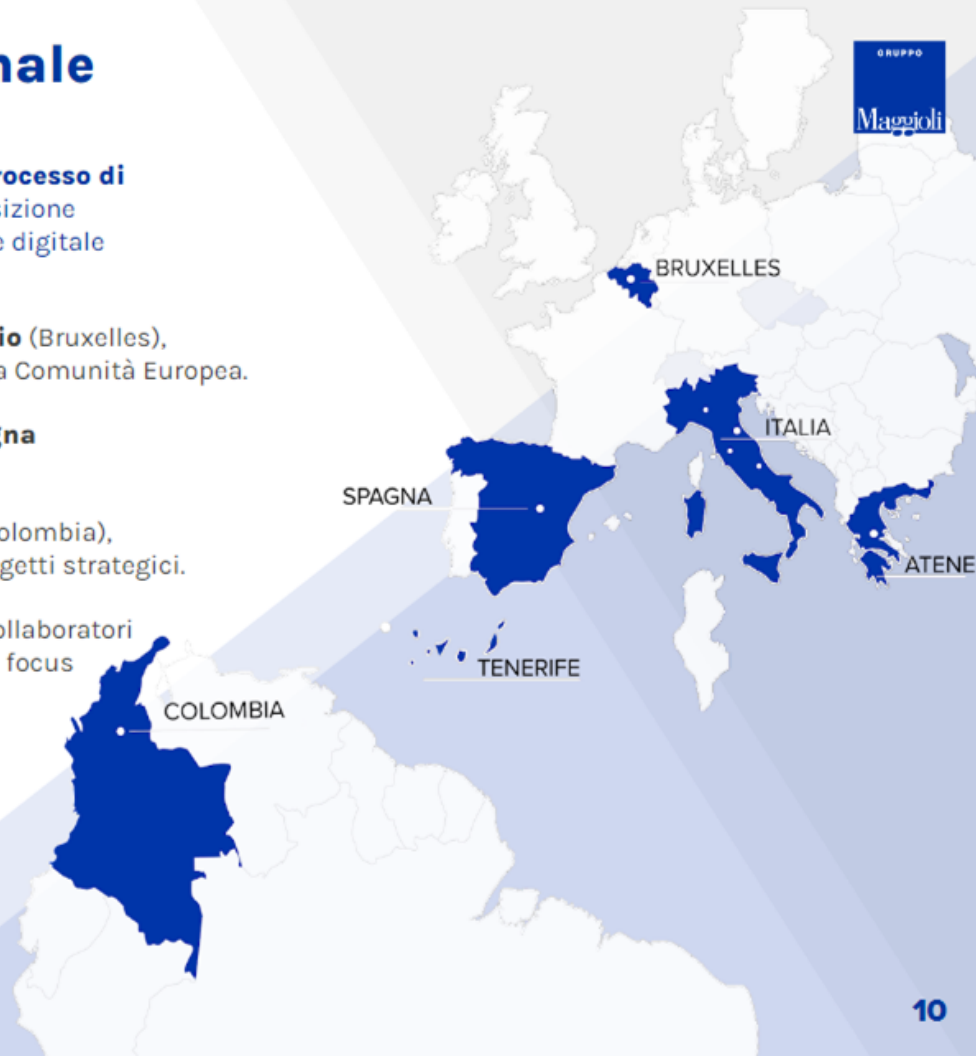 nale
GRUPPO
Maggioli
rocesso di
sizione
e digitale
io (Bruxelles),
a Comunità Europea.
gna
olombia),
getti strategici.
ollaboratori
focus
BRUXELLES
ITALIA
SPAGNA
ATENE
TENERIFE
COLOMBIA
10